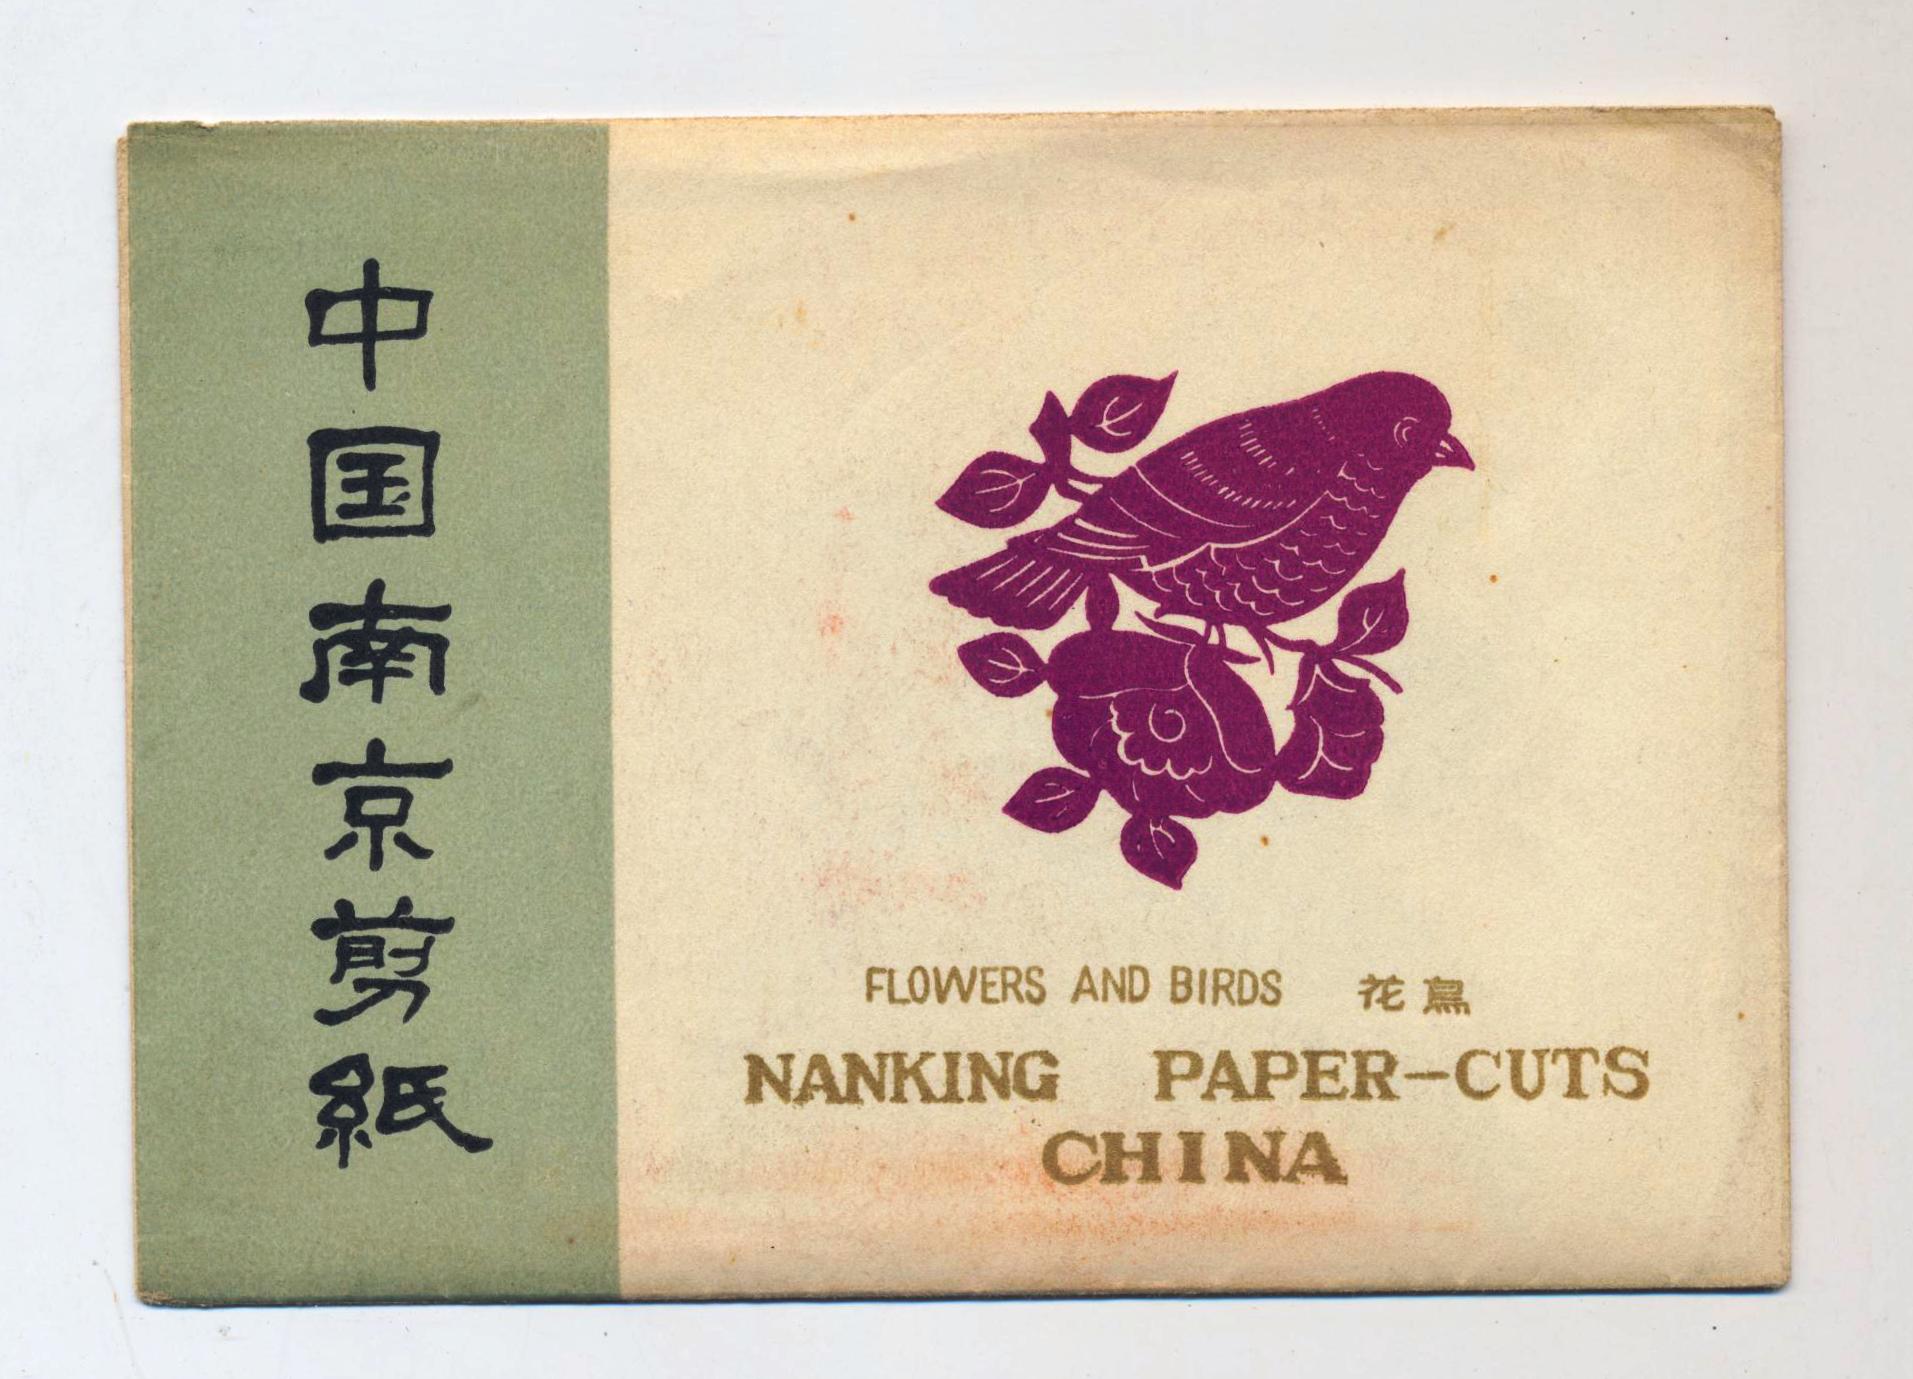 中国南京剪紙
FLOWERS AND BIRDS 花鳥
NANKING PAPER-CUTS
CHINA